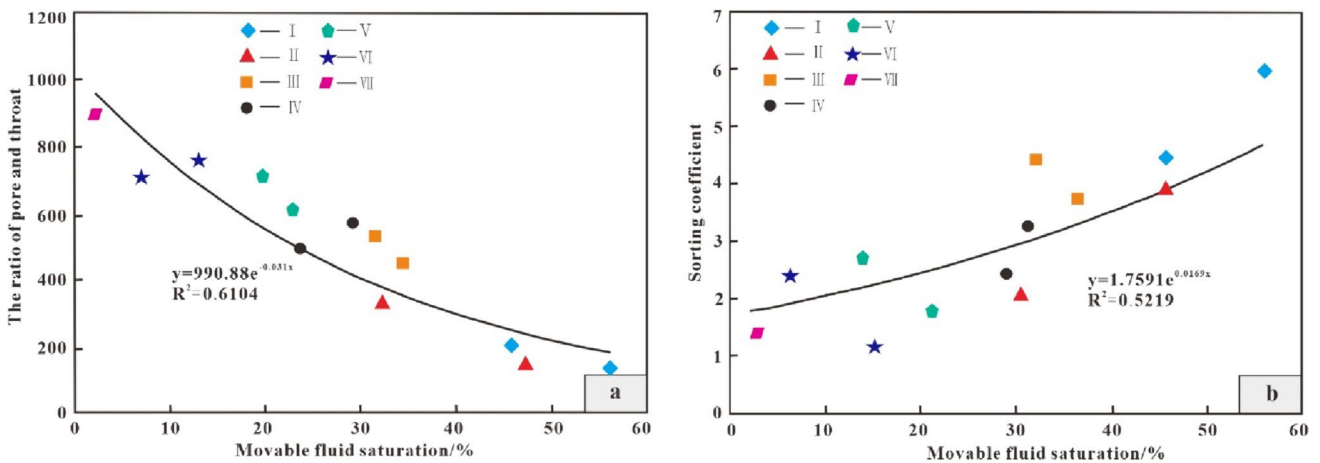 1200
1000
800
600
400
200
0
The ratio of pore and throat
— Ⅰ
— Ⅱ
— Ⅲ
— Ⅳ
— Ⅴ
— Ⅵ
— Ⅶ
y=990.88e^-0.031x
R²=0.6104
a
0 10 20 30 40 50 60
Movable fluid saturation/%
7
6
5
4
3
2
1
0
Sorting coefficient
— Ⅰ
— Ⅱ
— Ⅲ
— Ⅳ
— Ⅴ
— Ⅵ
— Ⅶ
y=1.7591e^0.0169x
R²=0.5219
b
0 10 20 30 40 50 60
Movable fluid saturation/%